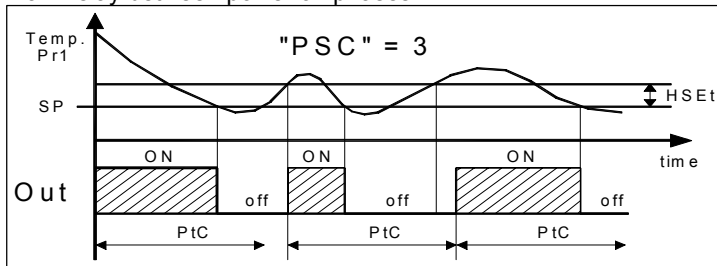 Temp.
Pr1
"PSC" = 3
HSEt
SP
ON
ON
ON
time
Out
off
off
off
PtC
PtC
PtC